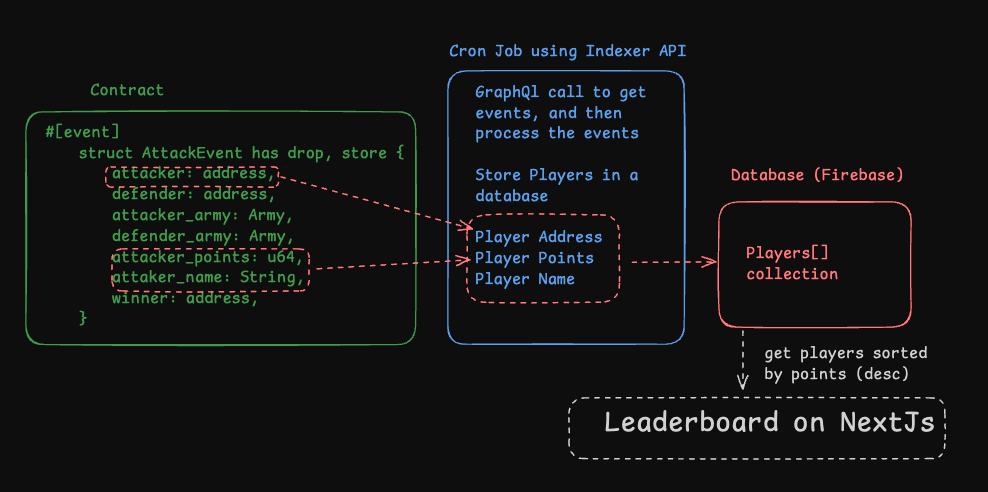 Contract
#[event]
struct AttackEvent has drop, store {
attacker: address,
defender: address,
attacker_army: Army,
defender_army: Army,
attacker_points: u64,
attaker_name: String,
winner: address,
}
Cron Job using Indexer API
GraphQl call to get
events, and then
process the events
Store Players in a
database
Player Address
Player Points
Player Name
Database (Firebase)
Players[]
collection
get players sorted
by points (desc)
Leaderboard on NextJs